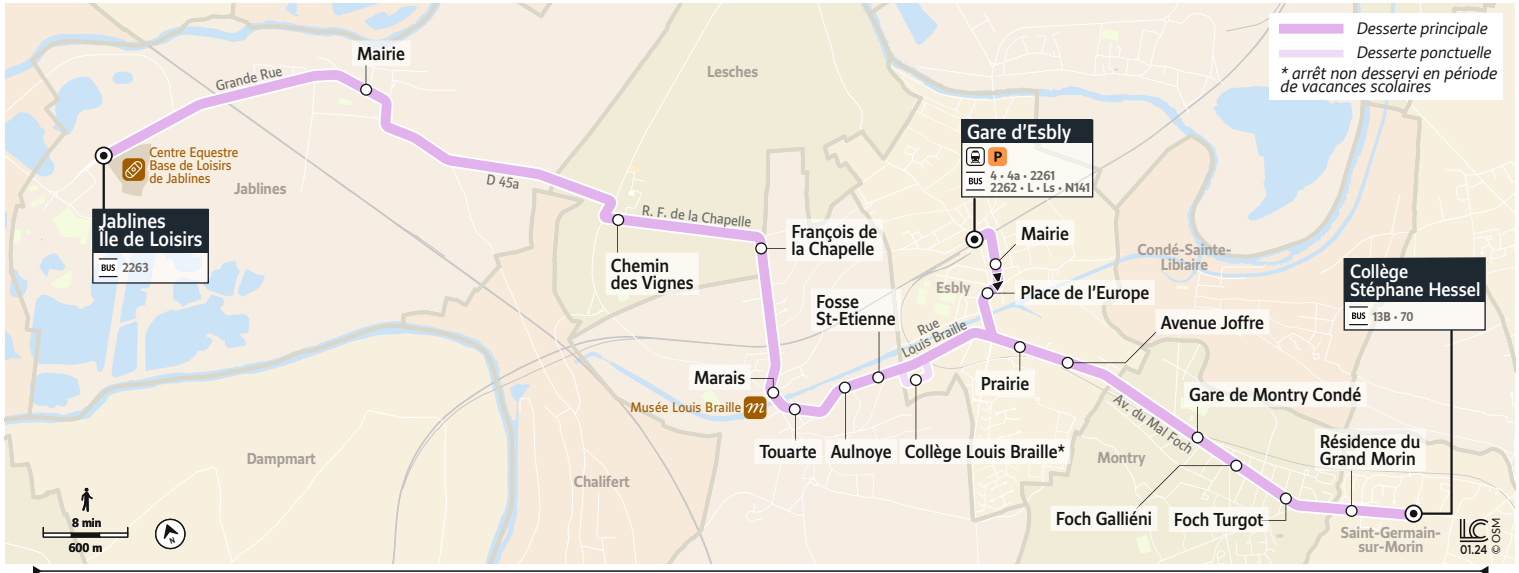 Desserte principale
Desserte ponctuelle
* arrêt non desservi en période
de vacances scolaires
Mairie
Grande Rue
Lesches
Centre Equestre
Base de Loisirs
de Jablines
Jablines
D 45a
R. F. de la Chapelle
Jablines
Île de Loisirs
BUS 2263
Chemin
des Vignes
François de
la Chapelle
Gare d'Esbly
P
BUS 4 • 4a • 2261
2262 • L • Ls • N141
Mairie
Esbly
Place de l'Europe
Condé-Sainte-
Libiaire
Collège
Stéphane Hessel
BUS 13B • 70
Fosse
St-Etienne
Rue
Louis Braille
Avenue Joffre
Prairie
Marais
Musée Louis Braille m
Touarte
Aulnoye
Collège Louis Braille*
Gare de Montry Condé
Av. du Mal Foch
Montry
Résidence du
Grand Morin
Foch Galliéni
Foch Turgot
Saint-Germain-
sur-Morin
Dampmart
Chalifert
8 min
600 m
N
LC
01.24 © OSM